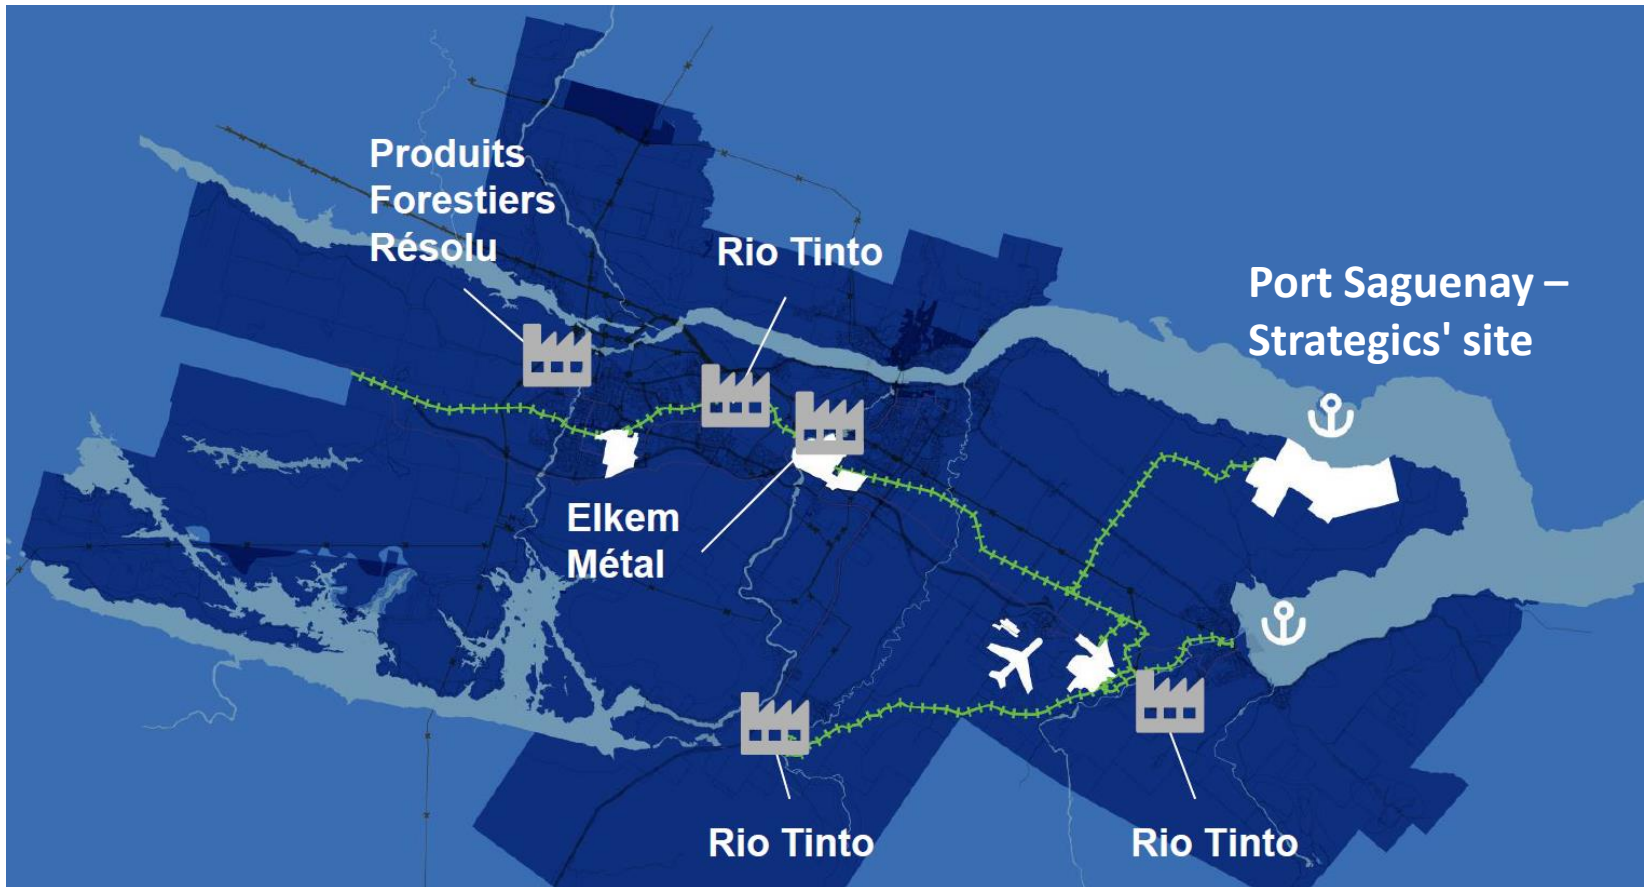 Produits
Forestiers
Résolu
Rio Tinto
Port Saguenay –
Strategics' site
Elkem
Métal
Rio Tinto
Rio Tinto